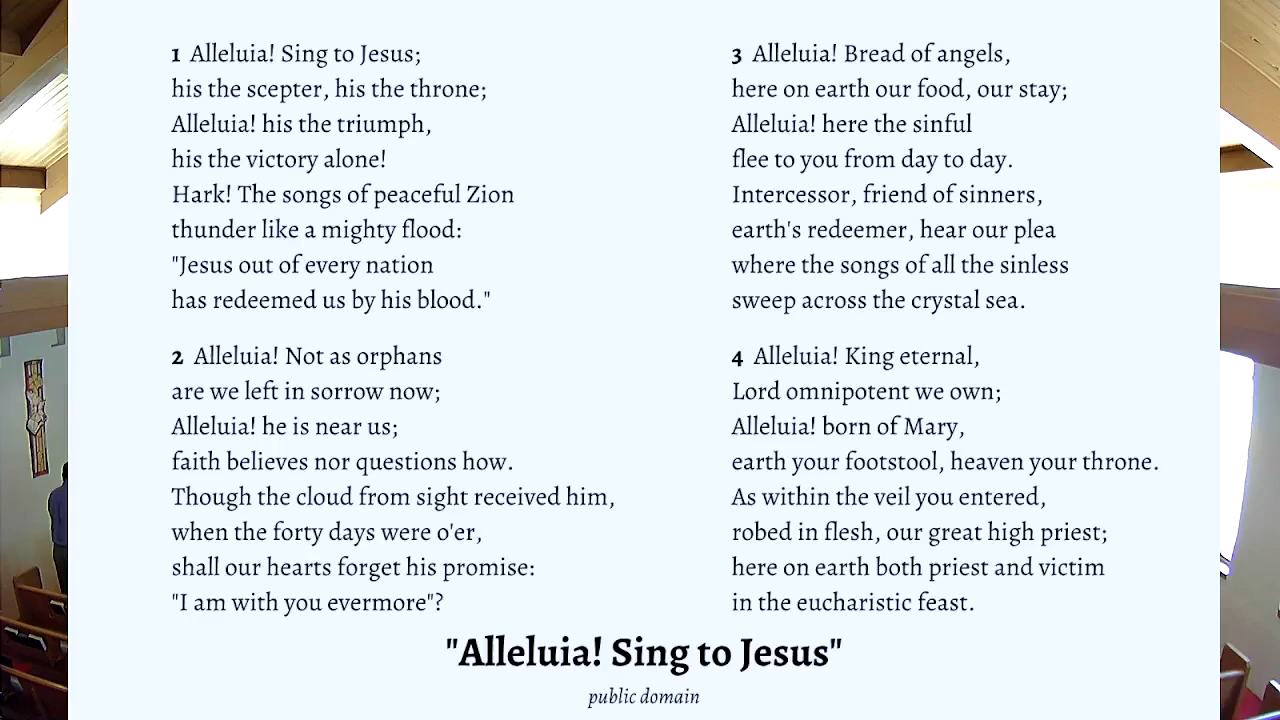 1 Alleluia! Sing to Jesus;
his the scepter, his the throne;
Alleluia! his the triumph,
his the victory alone!
Hark! The songs of peaceful Zion
thunder like a mighty flood:
"Jesus out of every nation
has redeemed us by his blood."
2 Alleluia! Not as orphans
are we left in sorrow now;
Alleluia! he is near us;
faith believes nor questions how.
Though the cloud from sight received him,
when the forty days were o'er,
shall our hearts forget his promise:
"I am with you evermore"?
3 Alleluia! Bread of angels,
here on earth our food, our stay;
Alleluia! here the sinful
flee to you from day to day.
Intercessor, friend of sinners,
earth's redeemer, hear our plea
where the songs of all the sinless
sweep across the crystal sea.
4 Alleluia! King eternal,
Lord omnipotent we own;
Alleluia! born of Mary,
earth your footstool, heaven your throne.
As within the veil you entered,
robed in flesh, our great high priest;
here on earth both priest and victim
in the eucharistic feast.
"Alleluia! Sing to Jesus"
public domain